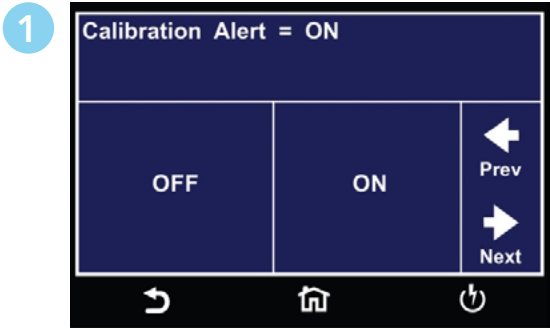 1
Calibration Alert = ON
OFF
ON
Prev
Next